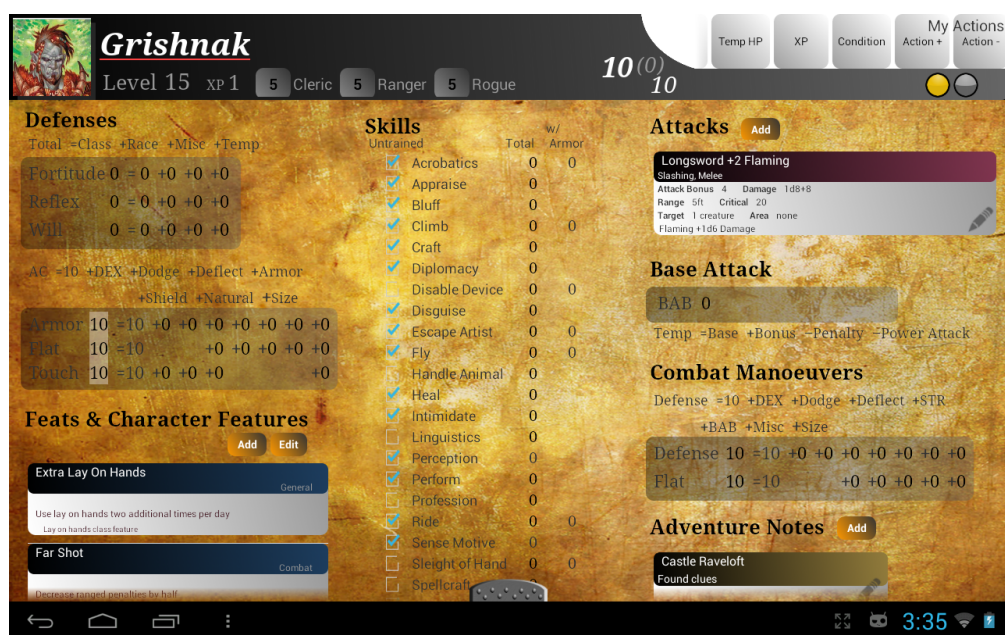 Grishnak
Level 15 XP 1 5 Cleric 5 Ranger 5 Rogue
10 (0)
10
Temp HP XP Condition Action + Action -
My Actions
Defenses
Total =Class +Race +Misc +Temp
Fortitude 0 = 0 +0 +0 +0
Reflex 0 = 0 +0 +0 +0
Will 0 = 0 +0 +0 +0
AC =10 +DEX +Dodge +Deflect +Armor
+Shield +Natural +Size
Armor 10 =10 +0 +0 +0 +0 +0 +0 +0
Flat 10 =10 +0 +0 +0 +0 +0
Touch 10 =10 +0 +0 +0 +0
Feats & Character Features
Add Edit
Extra Lay On Hands
General
Use lay on hands two additional times per day
Lay on hands class feature
Far Shot
Combat
Decrease ranged penalties by half
Skills
w/
Untrained Total Armor
Acrobatics 0 0
Appraise 0
Bluff 0
Climb 0 0
Craft 0
Diplomacy 0
Disable Device 0 0
Disguise 0
Escape Artist 0 0
Fly 0 0
Handle Animal 0
Heal 0
Intimidate 0
Linguistics 0
Perception 0
Perform 0
Profession 0
Ride 0 0
Sense Motive 0
Sleight of Hand 0 0
Spellcraft
Attacks Add
Longsword +2 Flaming
Slashing, Melee
Attack Bonus 4 Damage 1d8+8
Range 5ft Critical 20
Target 1 creature Area none
Flaming +1d6 Damage
Base Attack
BAB 0
Temp =Base +Bonus -Penalty -Power Attack
Combat Manoeuvers
Defense =10 +DEX +Dodge +Deflect +STR
+BAB +Misc +Size
Defense 10 =10 +0 +0 +0 +0 +0 +0 +0
Flat 10 =10 +0 +0 +0 +0 +0
Adventure Notes Add
Castle Raveloft
Found clues
3:35